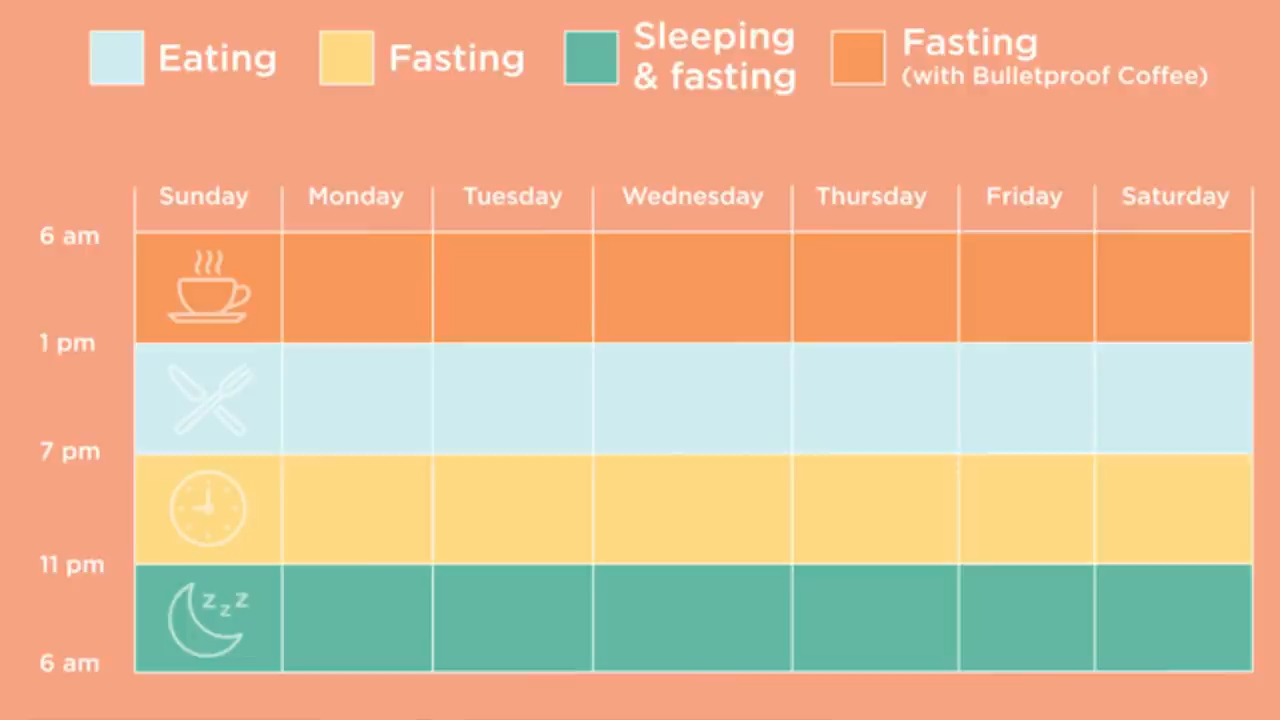 Eating
Fasting
Sleeping
& fasting
Fasting
(with Bulletproof Coffee)
Sunday Monday Tuesday Wednesday Thursday Friday Saturday
6 am
1 pm
7 pm
11 pm
z z z
6 am